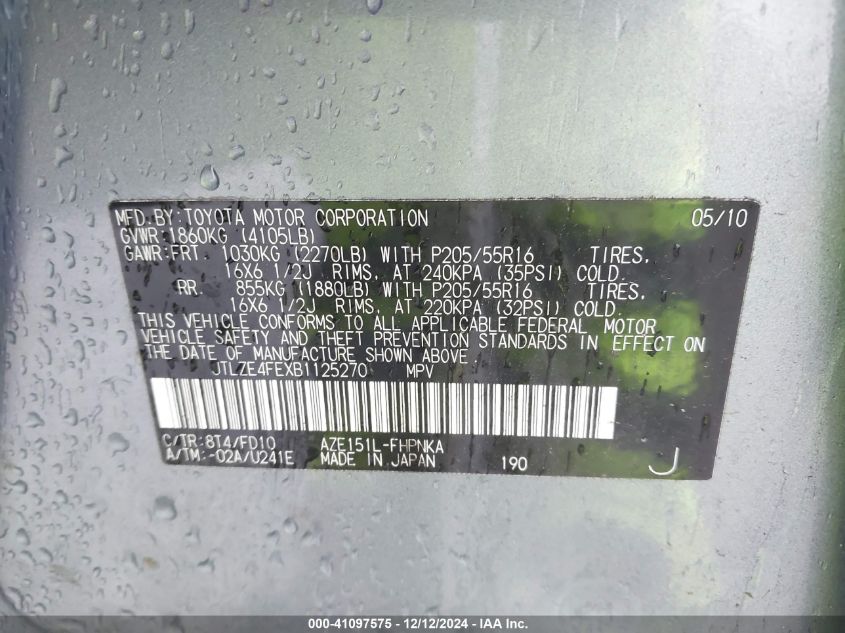 MFD. BY: TOYOTA MOTOR CORPORATION 05/10
GVWR 1860KG (4105LB)
GAWR: FRT 1030KG (2270LB) WITH P205/55R16 TIRES,
16X6 1/2J RIMS, AT 240KPA (35PSI) COLD.
RR. 855KG (1880LB) WITH P205/55R16 TIRES,
16X6 1/2J RIMS, AT 220KPA (32PSI) COLD.
THIS VEHICLE CONFORMS TO ALL APPLICABLE FEDERAL MOTOR
VEHICLE SAFETY AND THEFT PREVENTION STANDARDS IN EFFECT ON
THE DATE OF MANUFACTURE SHOWN ABOVE.
JTLZE4FEXB1125270 MPV
C/TR: 8T4/FD10 AZE151L-FHPNKA
A/TM: -02A/U241E MADE IN JAPAN 190 J
000-41097575 - 12/12/2024 - IAA Inc.